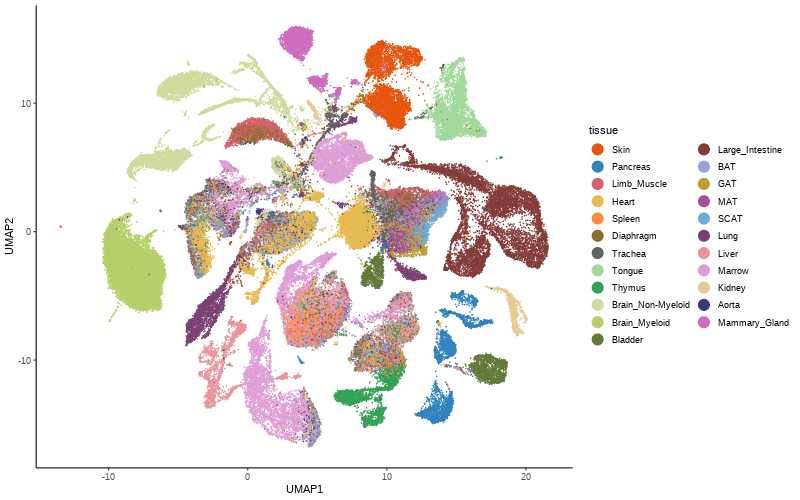 10
0
-10
UMAP2
-10
0
10
20
UMAP1
tissue
Skin
Pancreas
Limb_Muscle
Heart
Spleen
Diaphragm
Trachea
Tongue
Thymus
Brain_Non-Myeloid
Brain_Myeloid
Bladder
Large_Intestine
BAT
GAT
MAT
SCAT
Lung
Liver
Marrow
Kidney
Aorta
Mammary_Gland